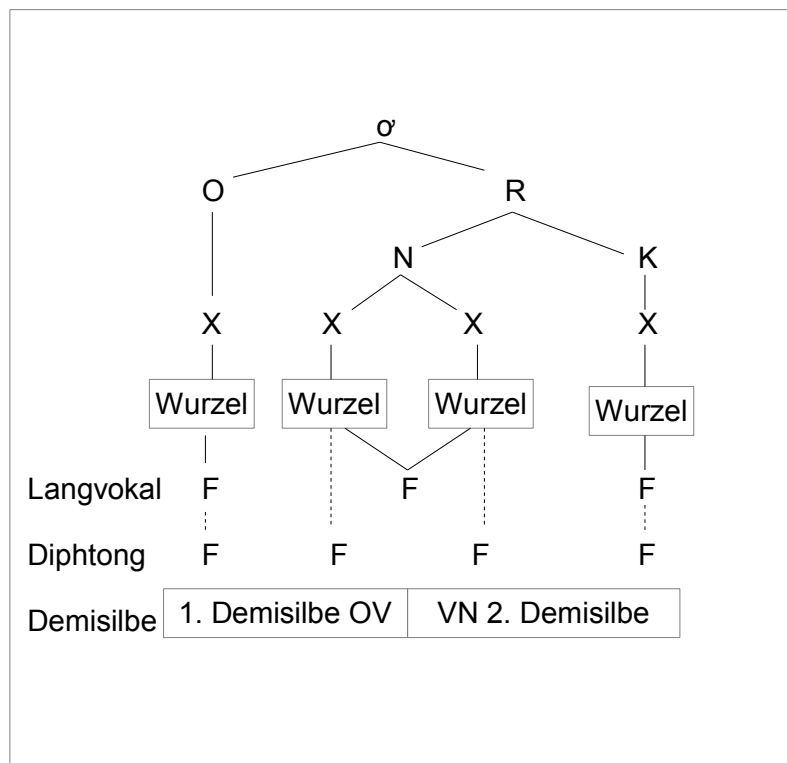 σ
O R
N K
X X X X
Wurzel Wurzel Wurzel Wurzel
Langvokal F F F
Diphtong F F F F
Demisilbe 1. Demisilbe OV VN 2. Demisilbe